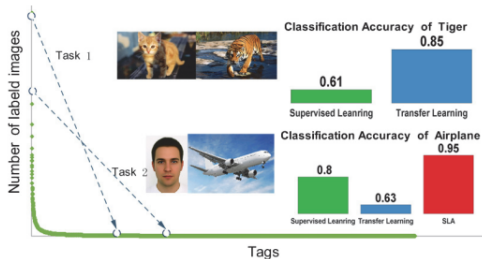 Number of labeld images
Task 1
Task 2
Tags
Classification Accuracy of Tiger
0.85
0.61
Supervised Leanring
Transfer Learning
Classification Accuracy of Airplane
0.95
0.8
0.63
Supervised Leanring
Transfer Learning
SLA